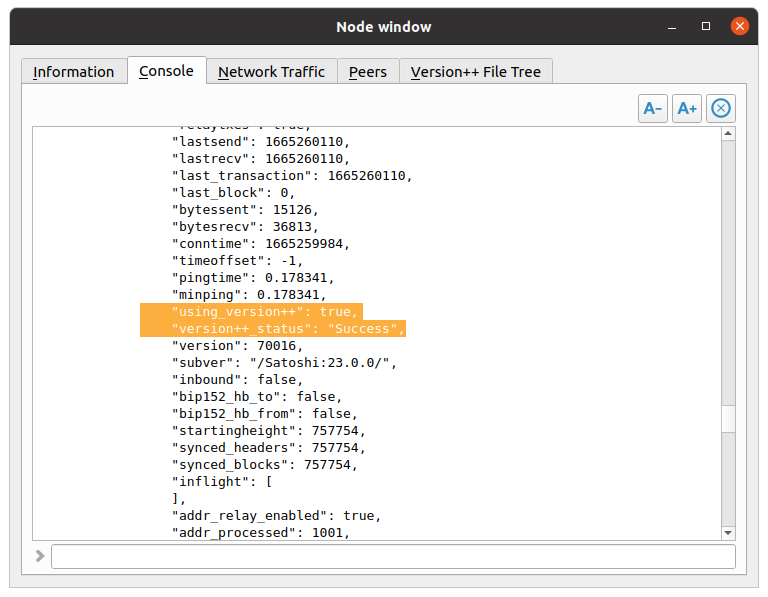 Node window
Information Console Network Traffic Peers Version++ File Tree
A- A+
"relaytxes": true,
"lastsend": 1665260110,
"lastrecv": 1665260110,
"last_transaction": 1665260110,
"last_block": 0,
"bytessent": 15126,
"bytesrecv": 36813,
"conntime": 1665259984,
"timeoffset": -1,
"pingtime": 0.178341,
"minping": 0.178341,
"using_version++": true,
"version++_status": "Success",
"version": 70016,
"subver": "/Satoshi:23.0.0/",
"inbound": false,
"bip152_hb_to": false,
"bip152_hb_from": false,
"startingheight": 757754,
"synced_headers": 757754,
"synced_blocks": 757754,
"inflight": [
],
"addr_relay_enabled": true,
"addr_processed": 1001,